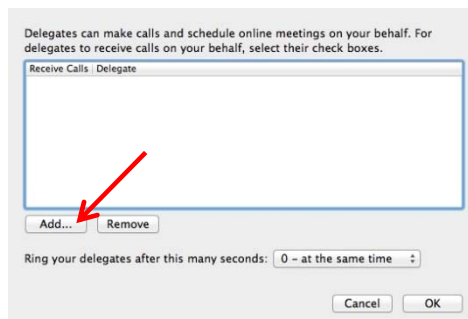 Delegates can make calls and schedule online meetings on your behalf. For
delegates to receive calls on your behalf, select their check boxes.
Receive Calls Delegate
Add... Remove
Ring your delegates after this many seconds: 0 – at the same time
Cancel OK